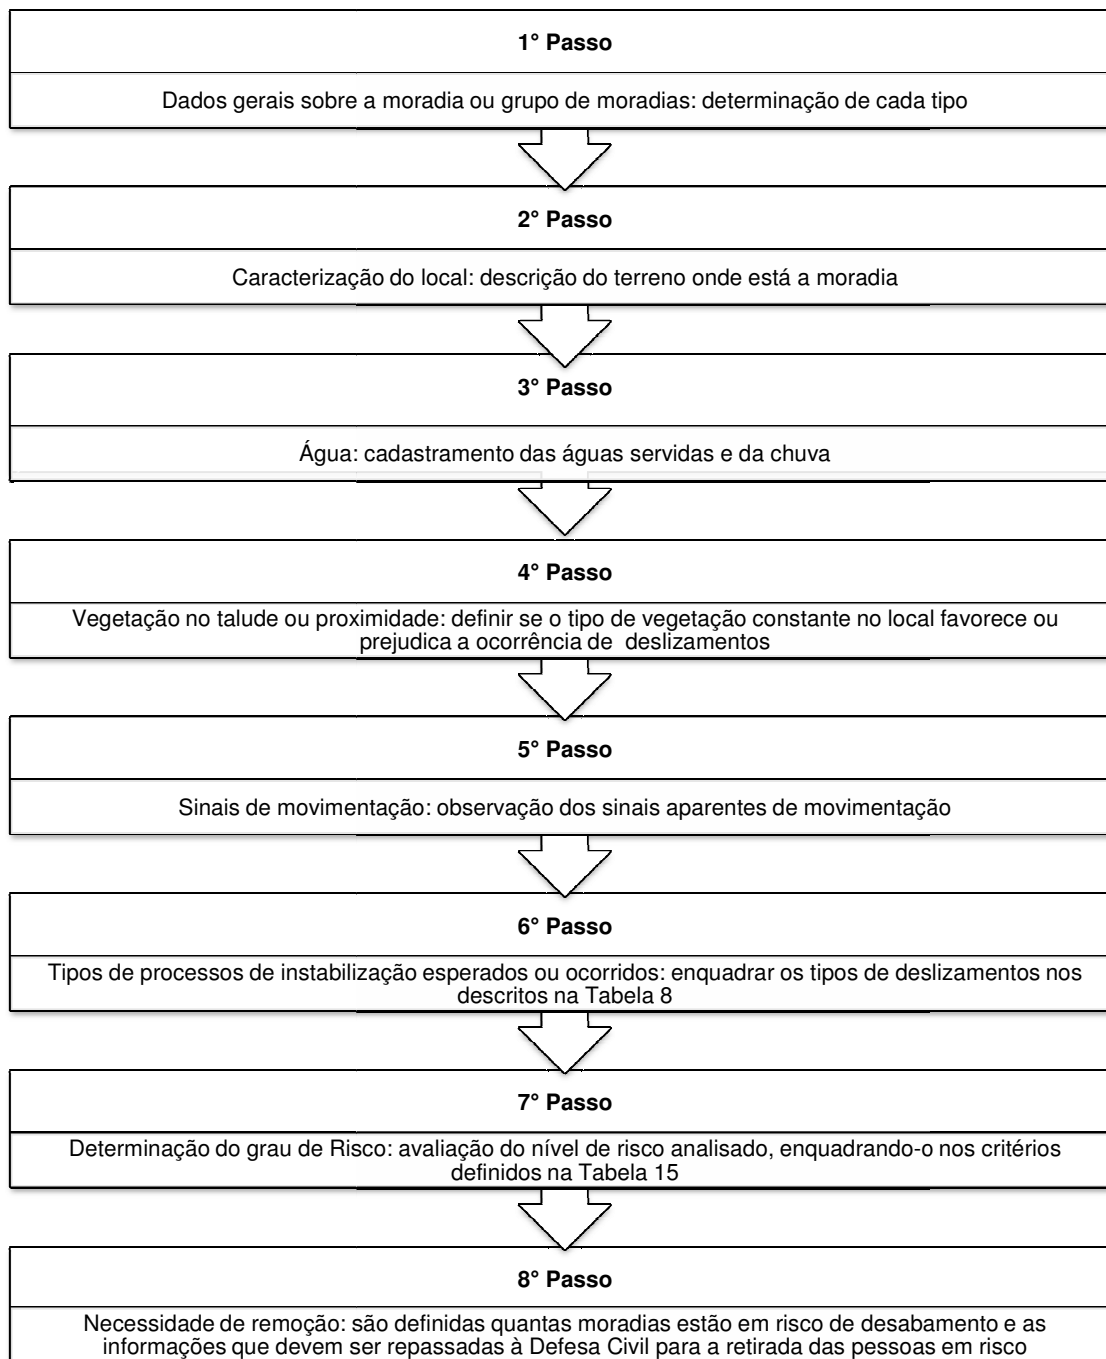 1° Passo
Dados gerais sobre a moradia ou grupo de moradias: determinação de cada tipo
2° Passo
Caracterização do local: descrição do terreno onde está a moradia
3° Passo
Água: cadastramento das águas servidas e da chuva
4° Passo
Vegetação no talude ou proximidade: definir se o tipo de vegetação constante no local favorece ou
prejudica a ocorrência de deslizamentos
5° Passo
Sinais de movimentação: observação dos sinais aparentes de movimentação
6° Passo
Tipos de processos de instabilização esperados ou ocorridos: enquadrar os tipos de deslizamentos nos
descritos na Tabela 8
7° Passo
Determinação do grau de Risco: avaliação do nível de risco analisado, enquadrando-o nos critérios
definidos na Tabela 15
8° Passo
Necessidade de remoção: são definidas quantas moradias estão em risco de desabamento e as
informações que devem ser repassadas à Defesa Civil para a retirada das pessoas em risco